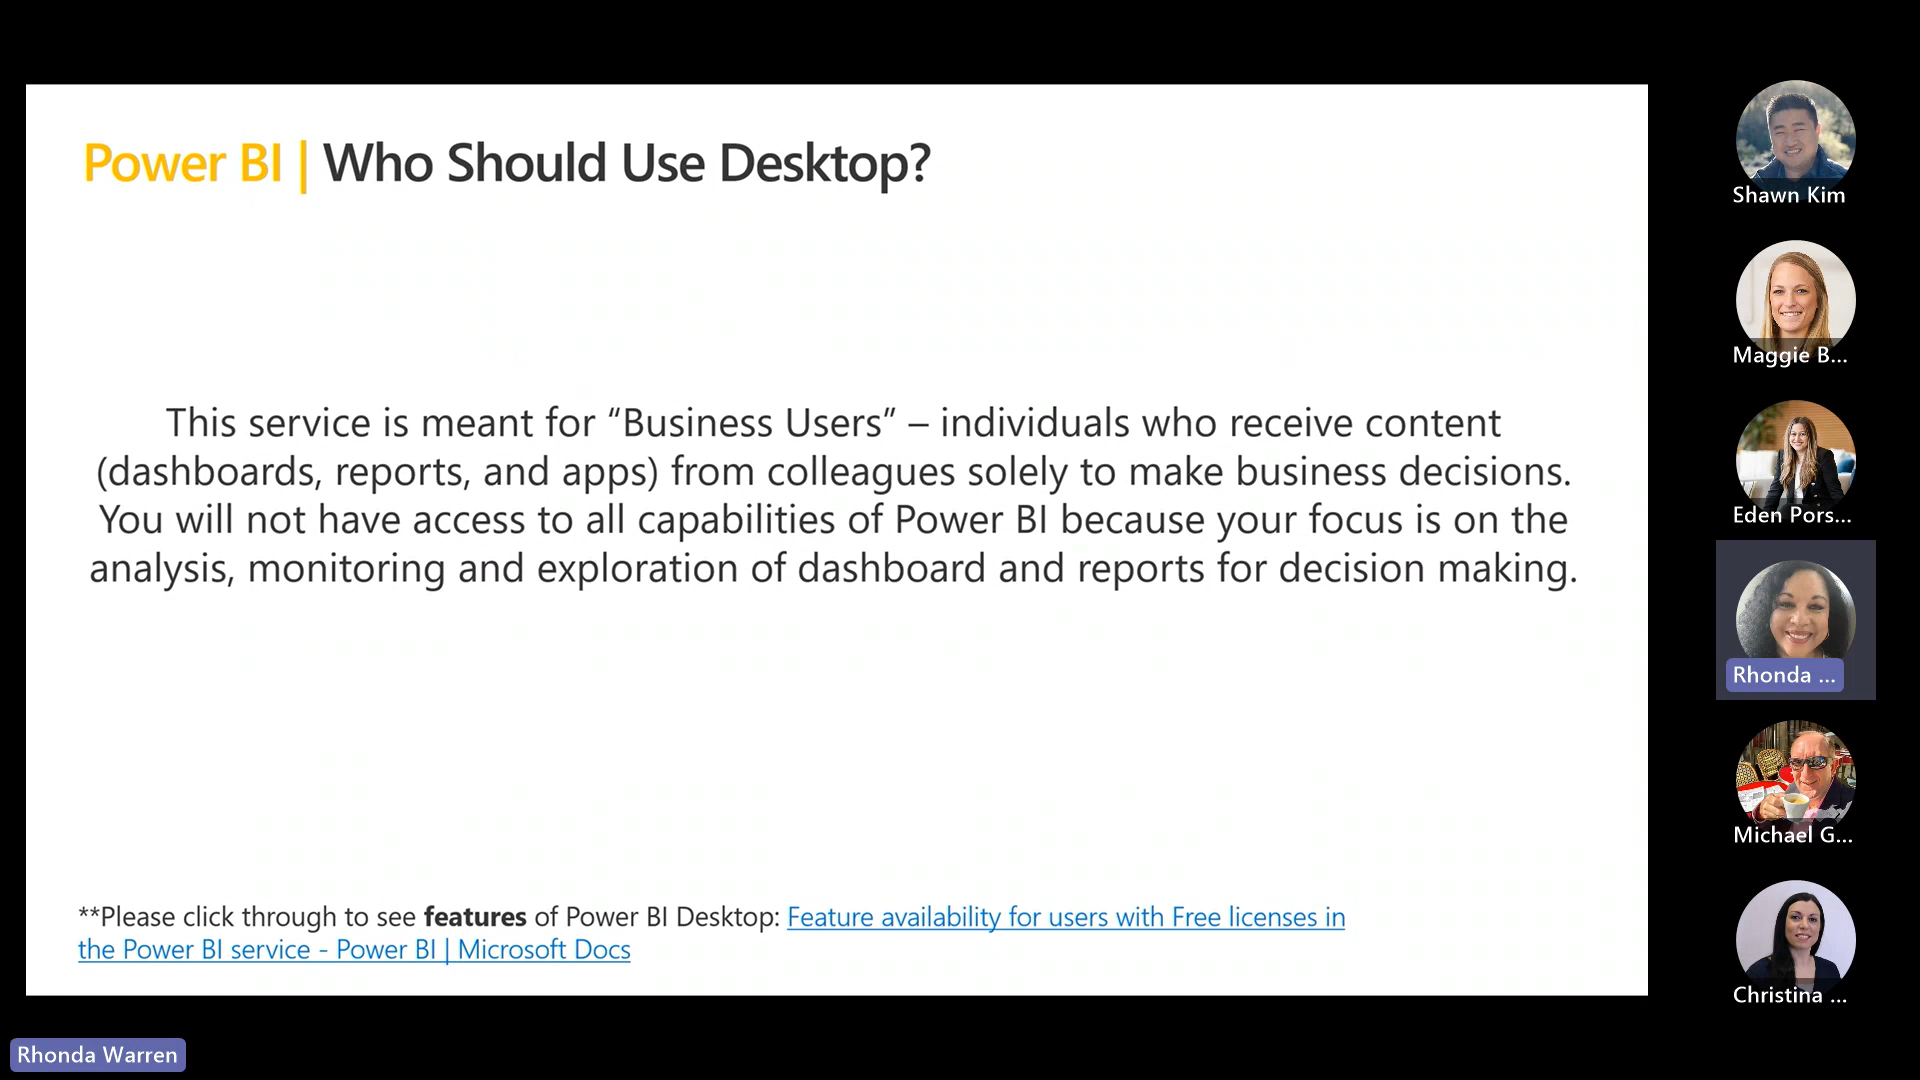 Power BI | Who Should Use Desktop?
This service is meant for “Business Users” – individuals who receive content
(dashboards, reports, and apps) from colleagues solely to make business decisions.
You will not have access to all capabilities of Power BI because your focus is on the
analysis, monitoring and exploration of dashboard and reports for decision making.
**Please click through to see features of Power BI Desktop: Feature availability for users with Free licenses in
the Power BI service - Power BI | Microsoft Docs
Shawn Kim
Maggie B...
Eden Pors...
Rhonda ...
Michael G...
Christina ...
Rhonda Warren